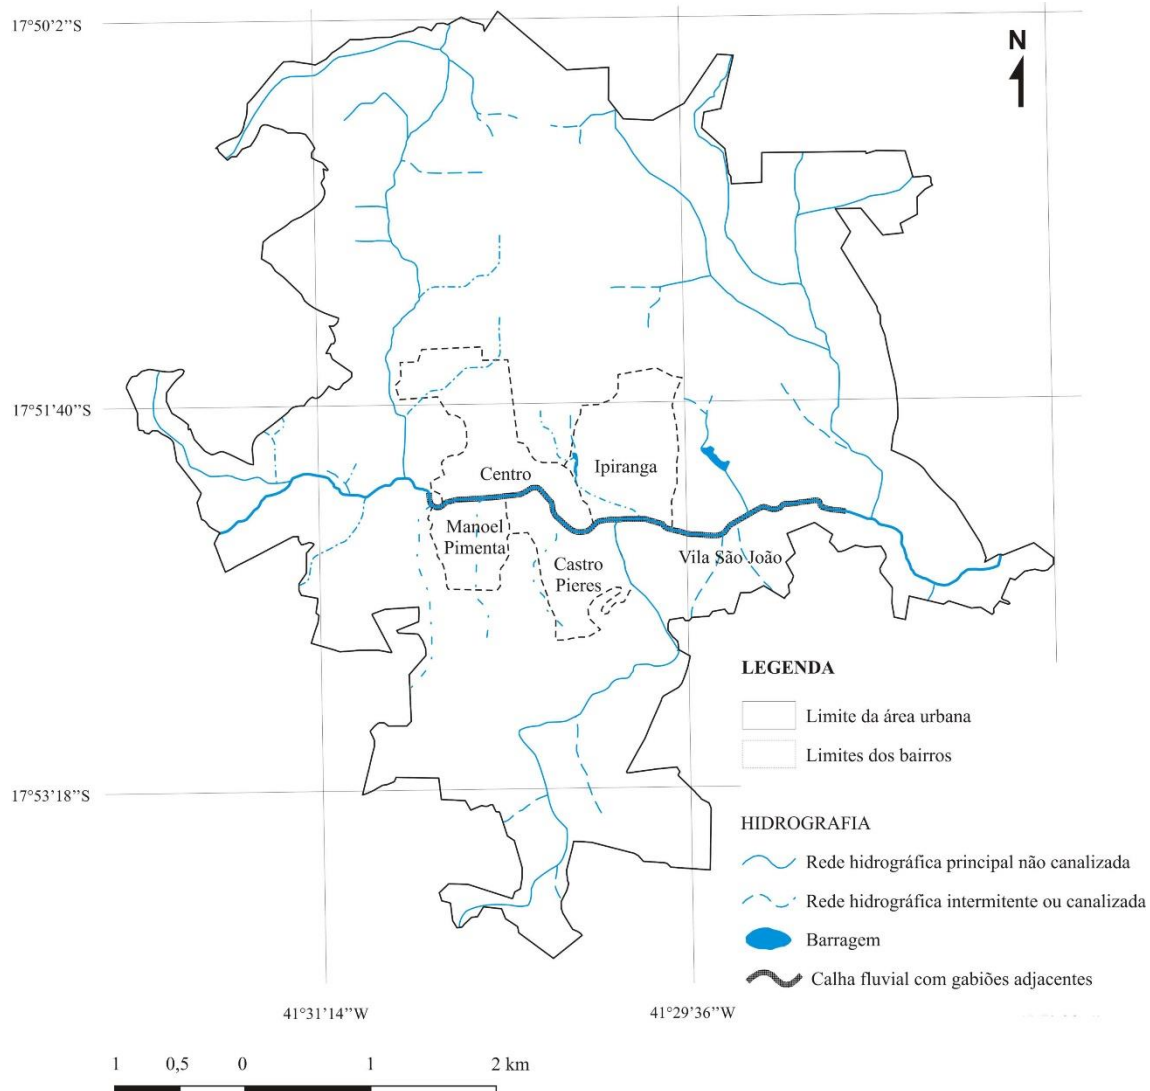 17°50'2’’S
N
17°51'40’’S
Centro
Ipiranga
Manoel
Pimenta
Castro
Pieres
Vila São João
17°53'18’’S
LEGENDA
Limite da área urbana
Limites dos bairros
HIDROGRAFIA
Rede hidrográfica principal não canalizada
Rede hidrográfica intermitente ou canalizada
Barragem
Calha fluvial com gabiões adjacentes
41°31’14’’W
41°29’36’’W
1 0,5 0 1 2 km